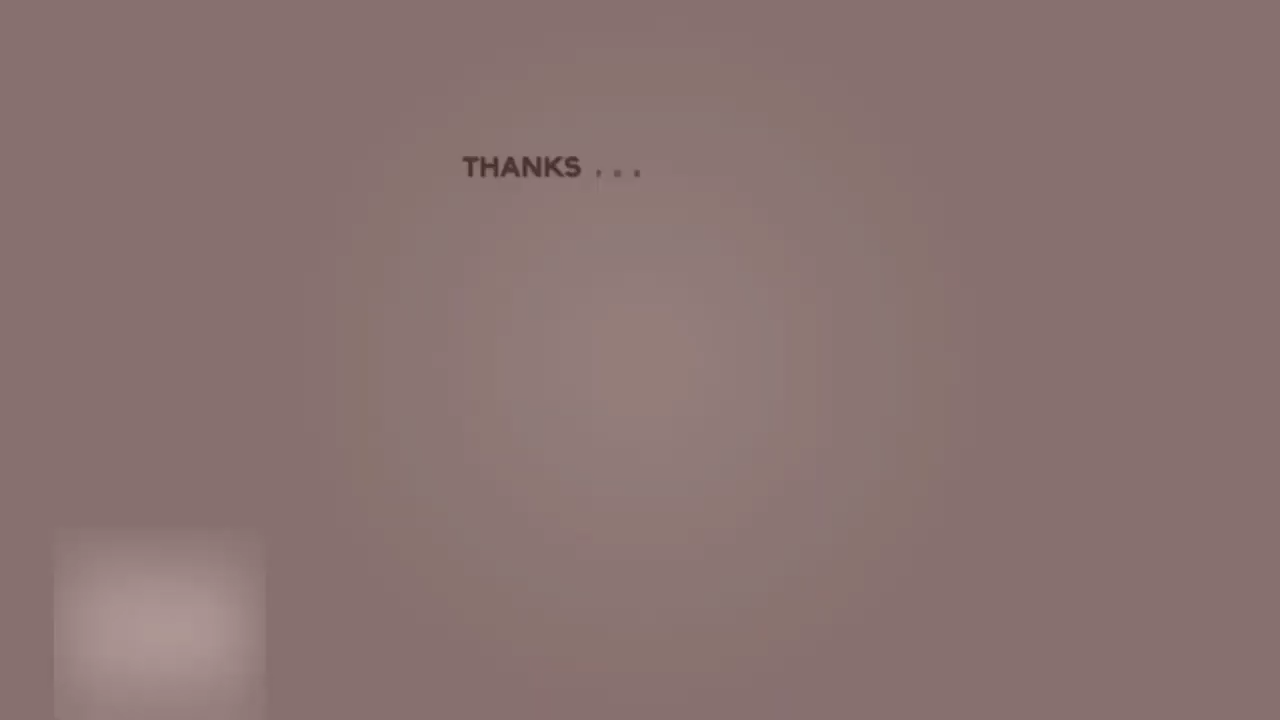 THANKS . . .